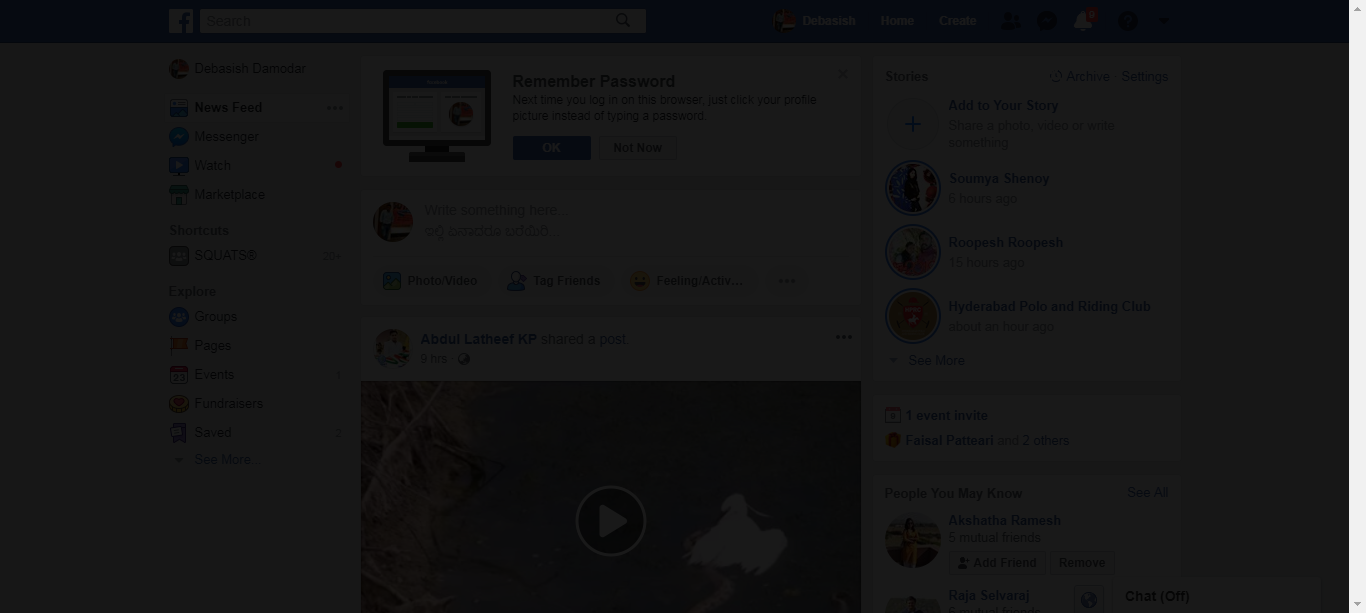 Search
Debasish
Home
Create
Debasish Damodar
News Feed
Messenger
Watch
Marketplace
Shortcuts
SQUATS®
20+
Explore
Groups
Pages
Events
Fundraisers
Saved
2
See More...
Remember Password
Next time you log in on this browser, just click your profile
picture instead of typing a password.
OK
Not Now
Write something here...
Photo/Video
Tag Friends
Feeling/Activ...
Abdul Latheef KP shared a post.
9 hrs ·
Stories
Archive · Settings
Add to Your Story
Share a photo, video or write
something
Soumya Shenoy
6 hours ago
Roopesh Roopesh
15 hours ago
Hyderabad Polo and Riding Club
about an hour ago
See More
1 event invite
Faisal Patteari and 2 others
People You May Know
See All
Akshatha Ramesh
5 mutual friends
Add Friend
Remove
Raja Selvaraj
5 mutual friends
Chat (Off)